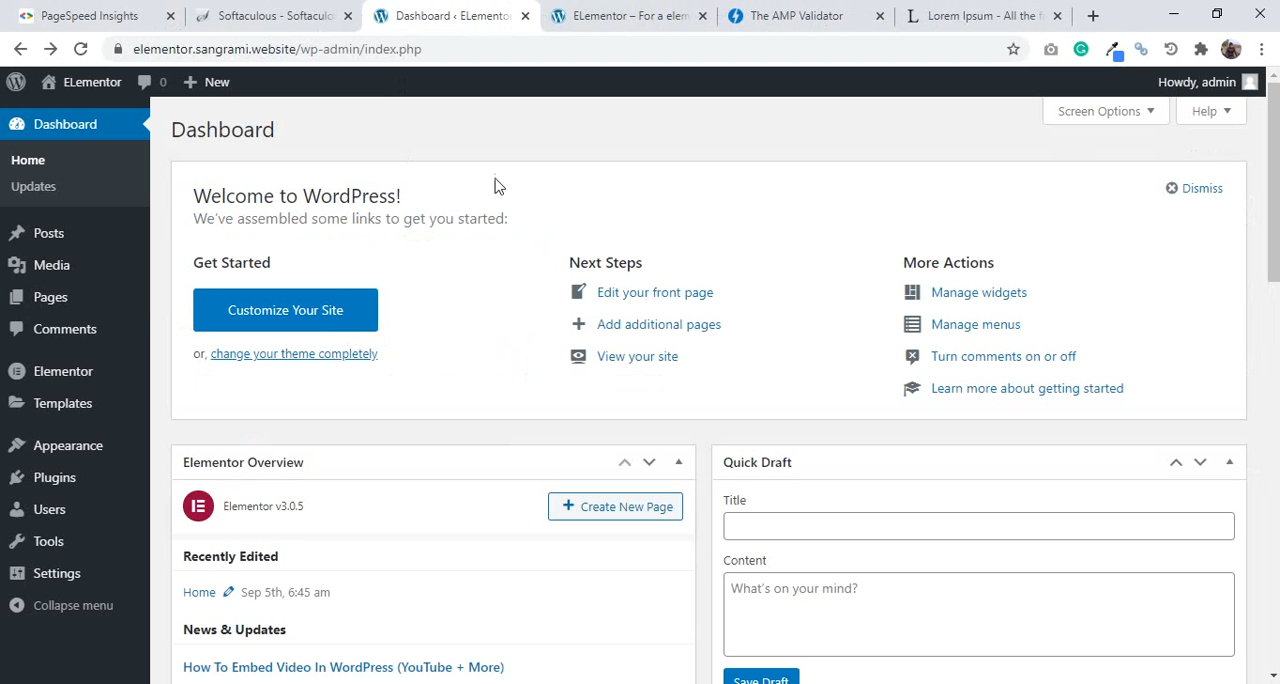 PageSpeed Insights
Softaculous - Softaculo
Dashboard ‹ ELemento
ELementor – For a elem
The AMP Validator
Lorem Ipsum - All the f
elementor.sangrami.website/wp-admin/index.php
ELementor
0
New
Howdy, admin
Dashboard
Home
Updates
Posts
Media
Pages
Comments
Elementor
Templates
Appearance
Plugins
Users
Tools
Settings
Collapse menu
Dashboard
Screen Options
Help
Welcome to WordPress!
We've assembled some links to get you started:
Dismiss
Get Started
Customize Your Site
or, change your theme completely
Next Steps
Edit your front page
Add additional pages
View your site
More Actions
Manage widgets
Manage menus
Turn comments on or off
Learn more about getting started
Elementor Overview
Elementor v3.0.5
Create New Page
Recently Edited
Home Sep 5th, 6:45 am
News & Updates
How To Embed Video In WordPress (YouTube + More)
Quick Draft
Title
Content
What's on your mind?
Save Draft